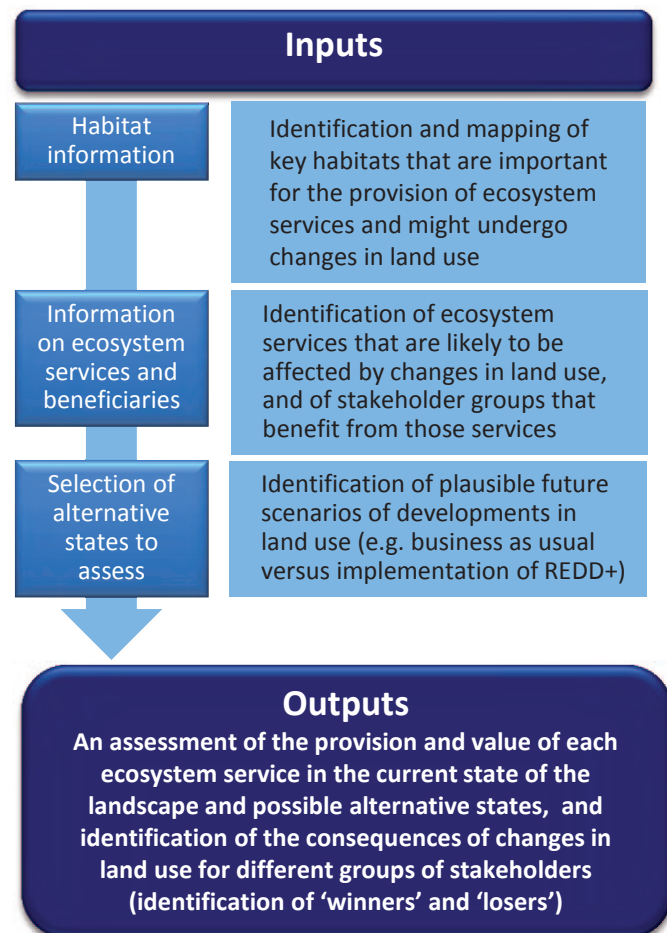 Inputs
Habitat
information
Identification and mapping of
key habitats that are important
for the provision of ecosystem
services and might undergo
changes in land use
Information
on ecosystem
services and
beneficiaries
Identification of ecosystem
services that are likely to be
affected by changes in land use,
and of stakeholder groups that
benefit from those services
Selection of
alternative
states to
assess
Identification of plausible future
scenarios of developments in
land use (e.g. business as usual
versus implementation of REDD+)
Outputs
An assessment of the provision and value of each
ecosystem service in the current state of the
landscape and possible alternative states, and
identification of the consequences of changes in
land use for different groups of stakeholders
(identification of ‘winners’ and ‘losers’)